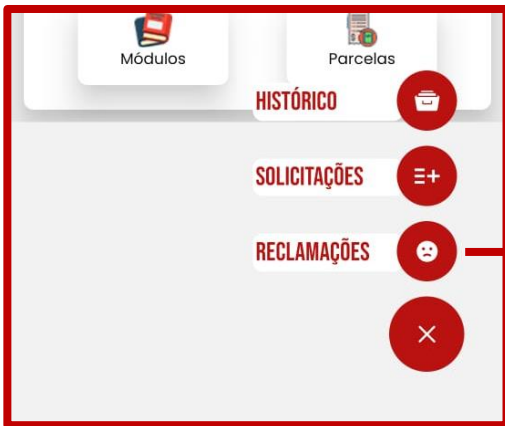 Módulos
Parcelas
HISTÓRICO
SOLICITAÇÕES
RECLAMAÇÕES